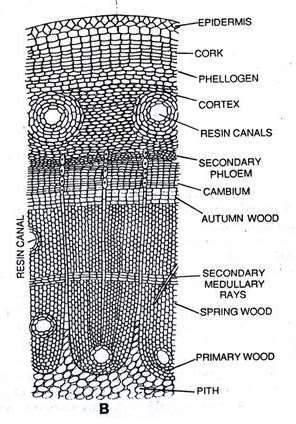 EPIDERMIS
CORK
PHELLOGEN
CORTEX
RESIN CANALS
SECONDARY
PHLOEM
CAMBIUM
AUTUMN WOOD
RESIN CANAL
SECONDARY
MEDULLARY
RAYS
SPRING WOOD
PRIMARY WOOD
PITH
B